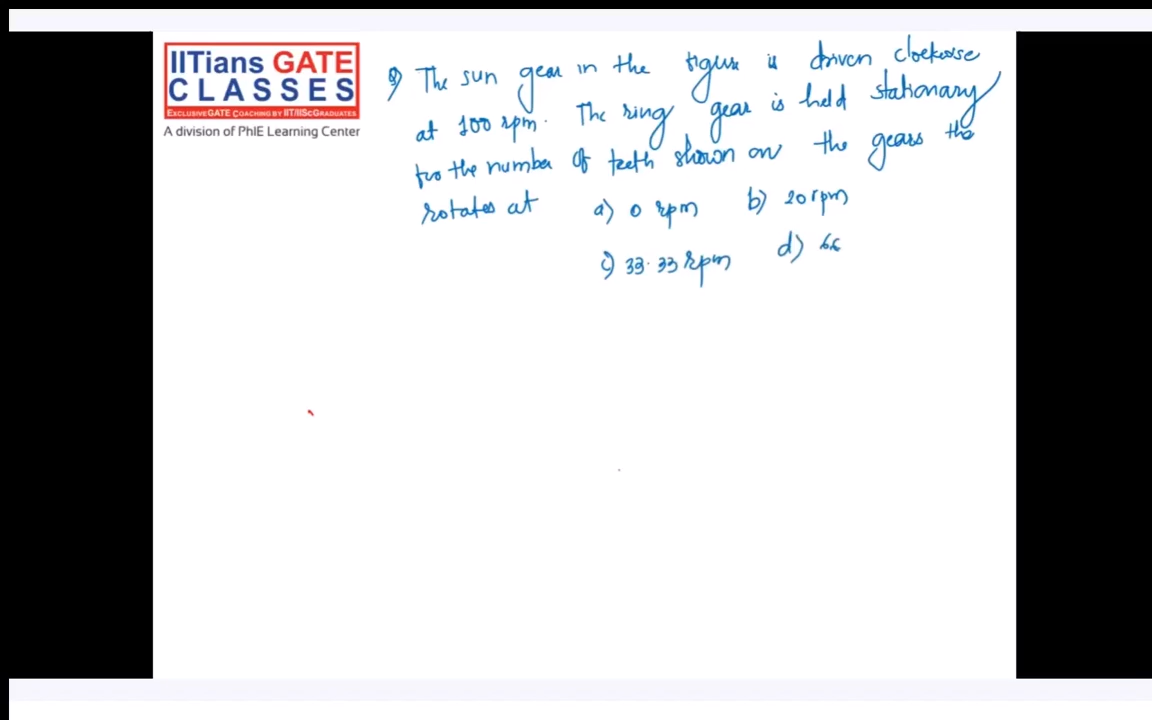 IITians GATE
CLASSES
EXCLUSIVE GATE COACHING BY IIT/IISC GRADUATES
A division of PhIE Learning Center
The sun gear in the figure is driven clockwise
at 100 rpm. The ring gear is held stationary
for the number of teeth shown on the gears the
rotates at a) 0 rpm b) 20 rpm
c) 33.33 rpm d) 66